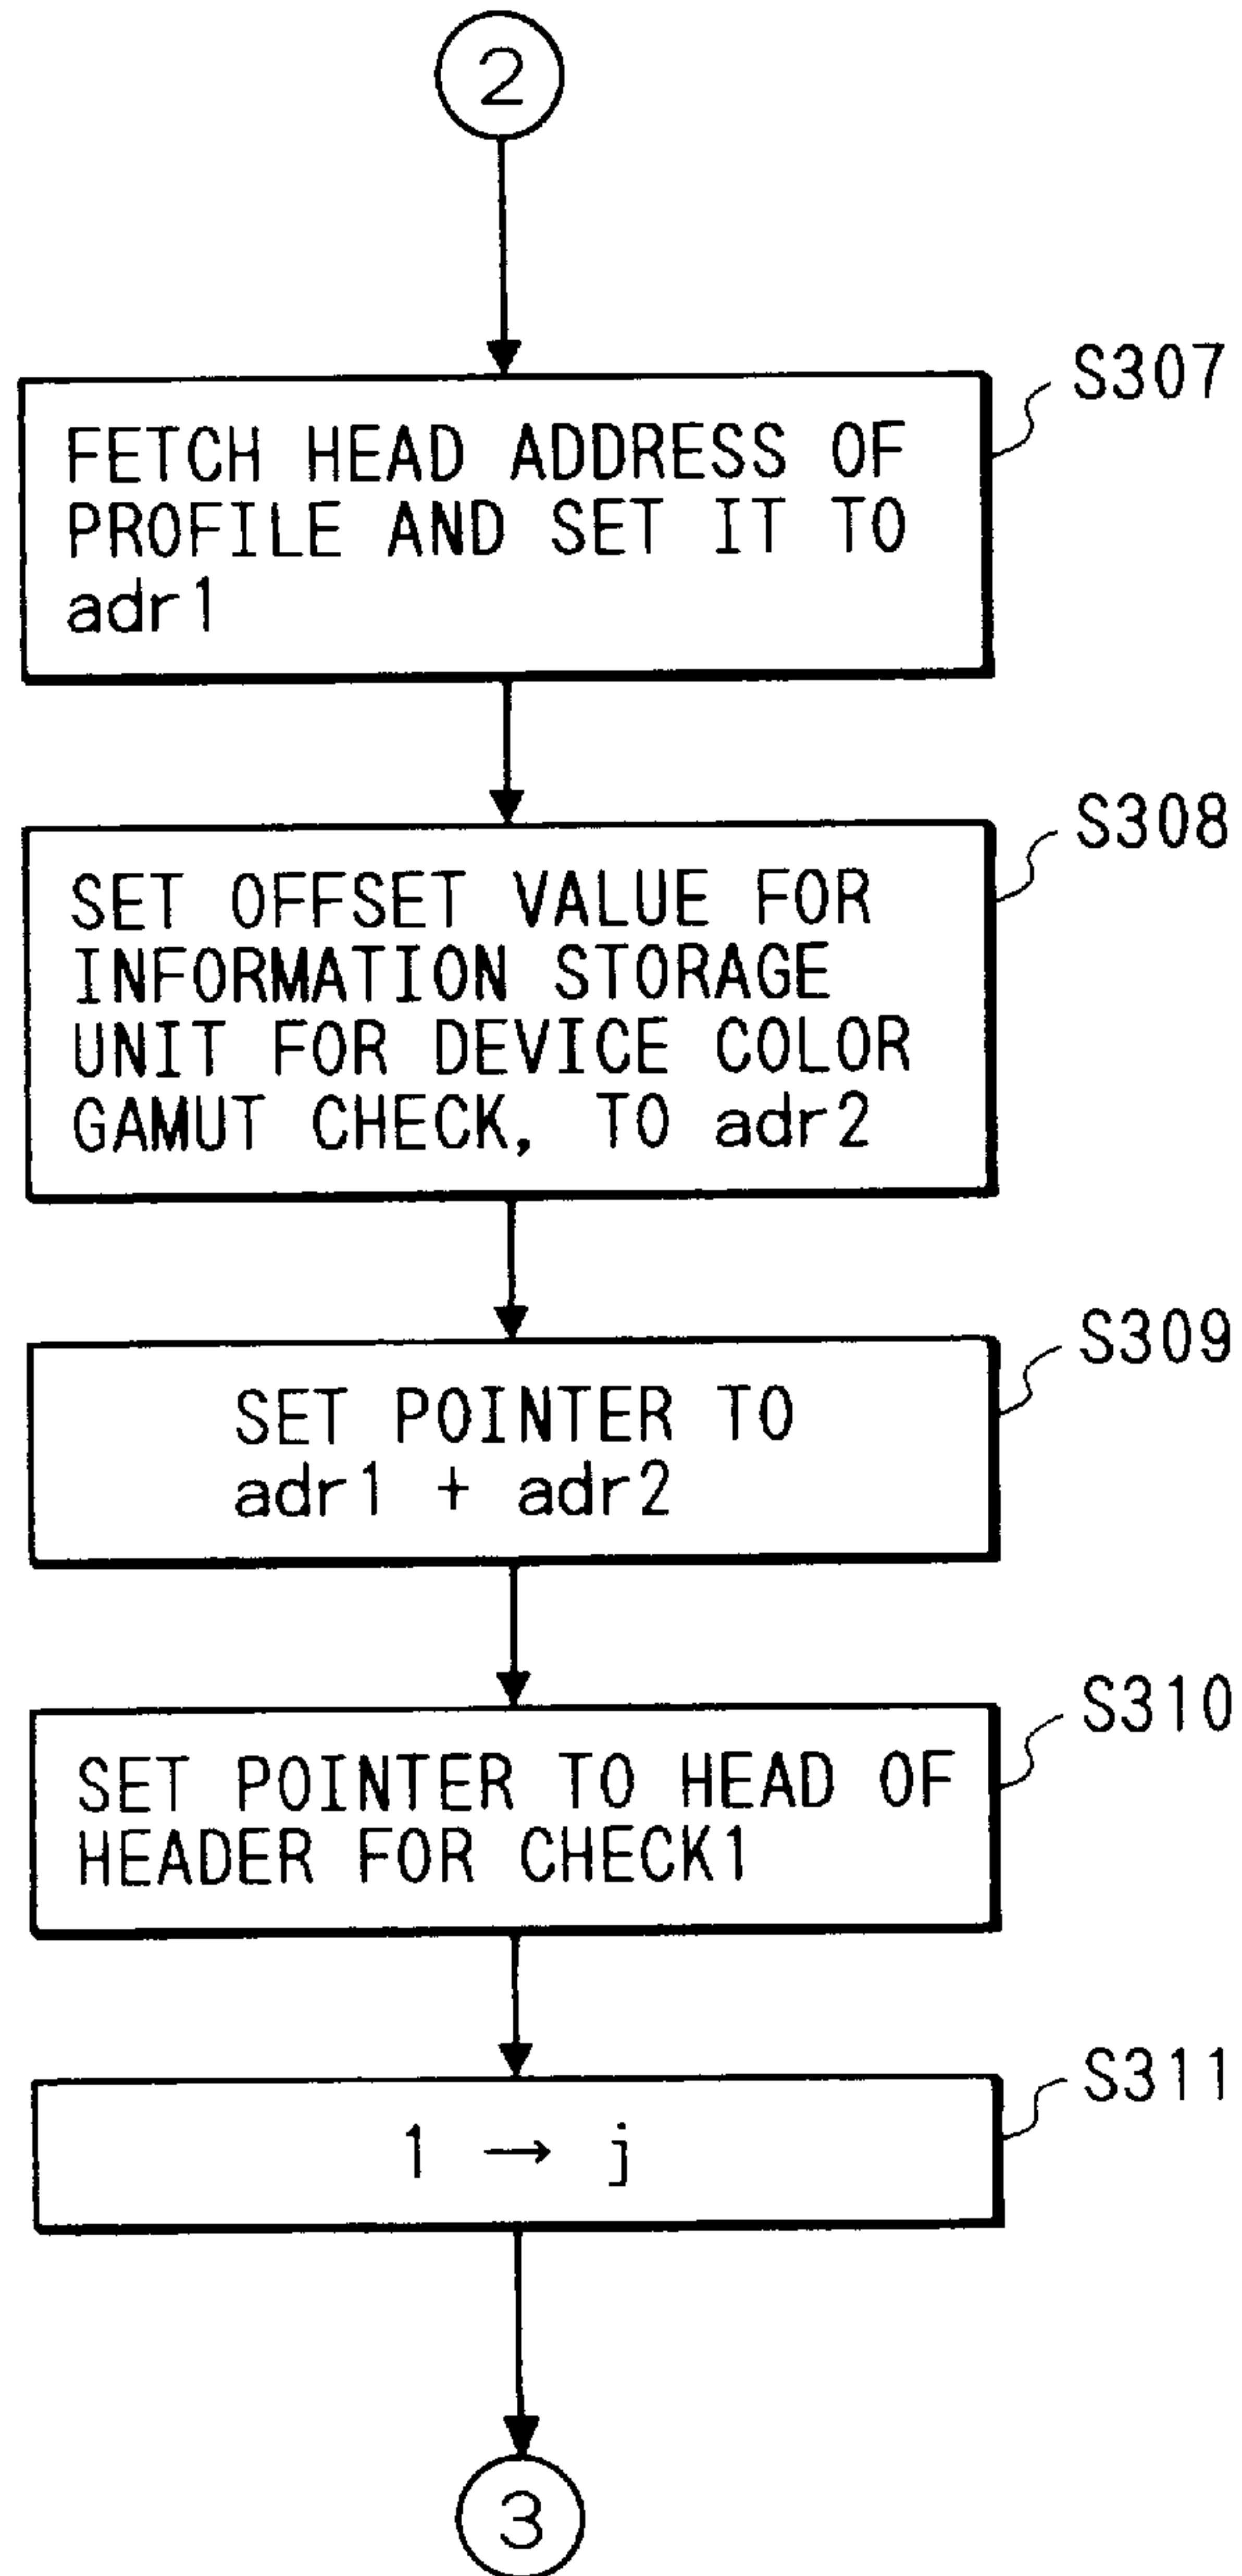 2
S307
FETCH HEAD ADDRESS OF
PROFILE AND SET IT TO
adr1
S308
SET OFFSET VALUE FOR
INFORMATION STORAGE
UNIT FOR DEVICE COLOR
GAMUT CHECK, TO adr2
S309
SET POINTER TO
adr1 + adr2
S310
SET POINTER TO HEAD OF
HEADER FOR CHECK1
S311
1 → j
3